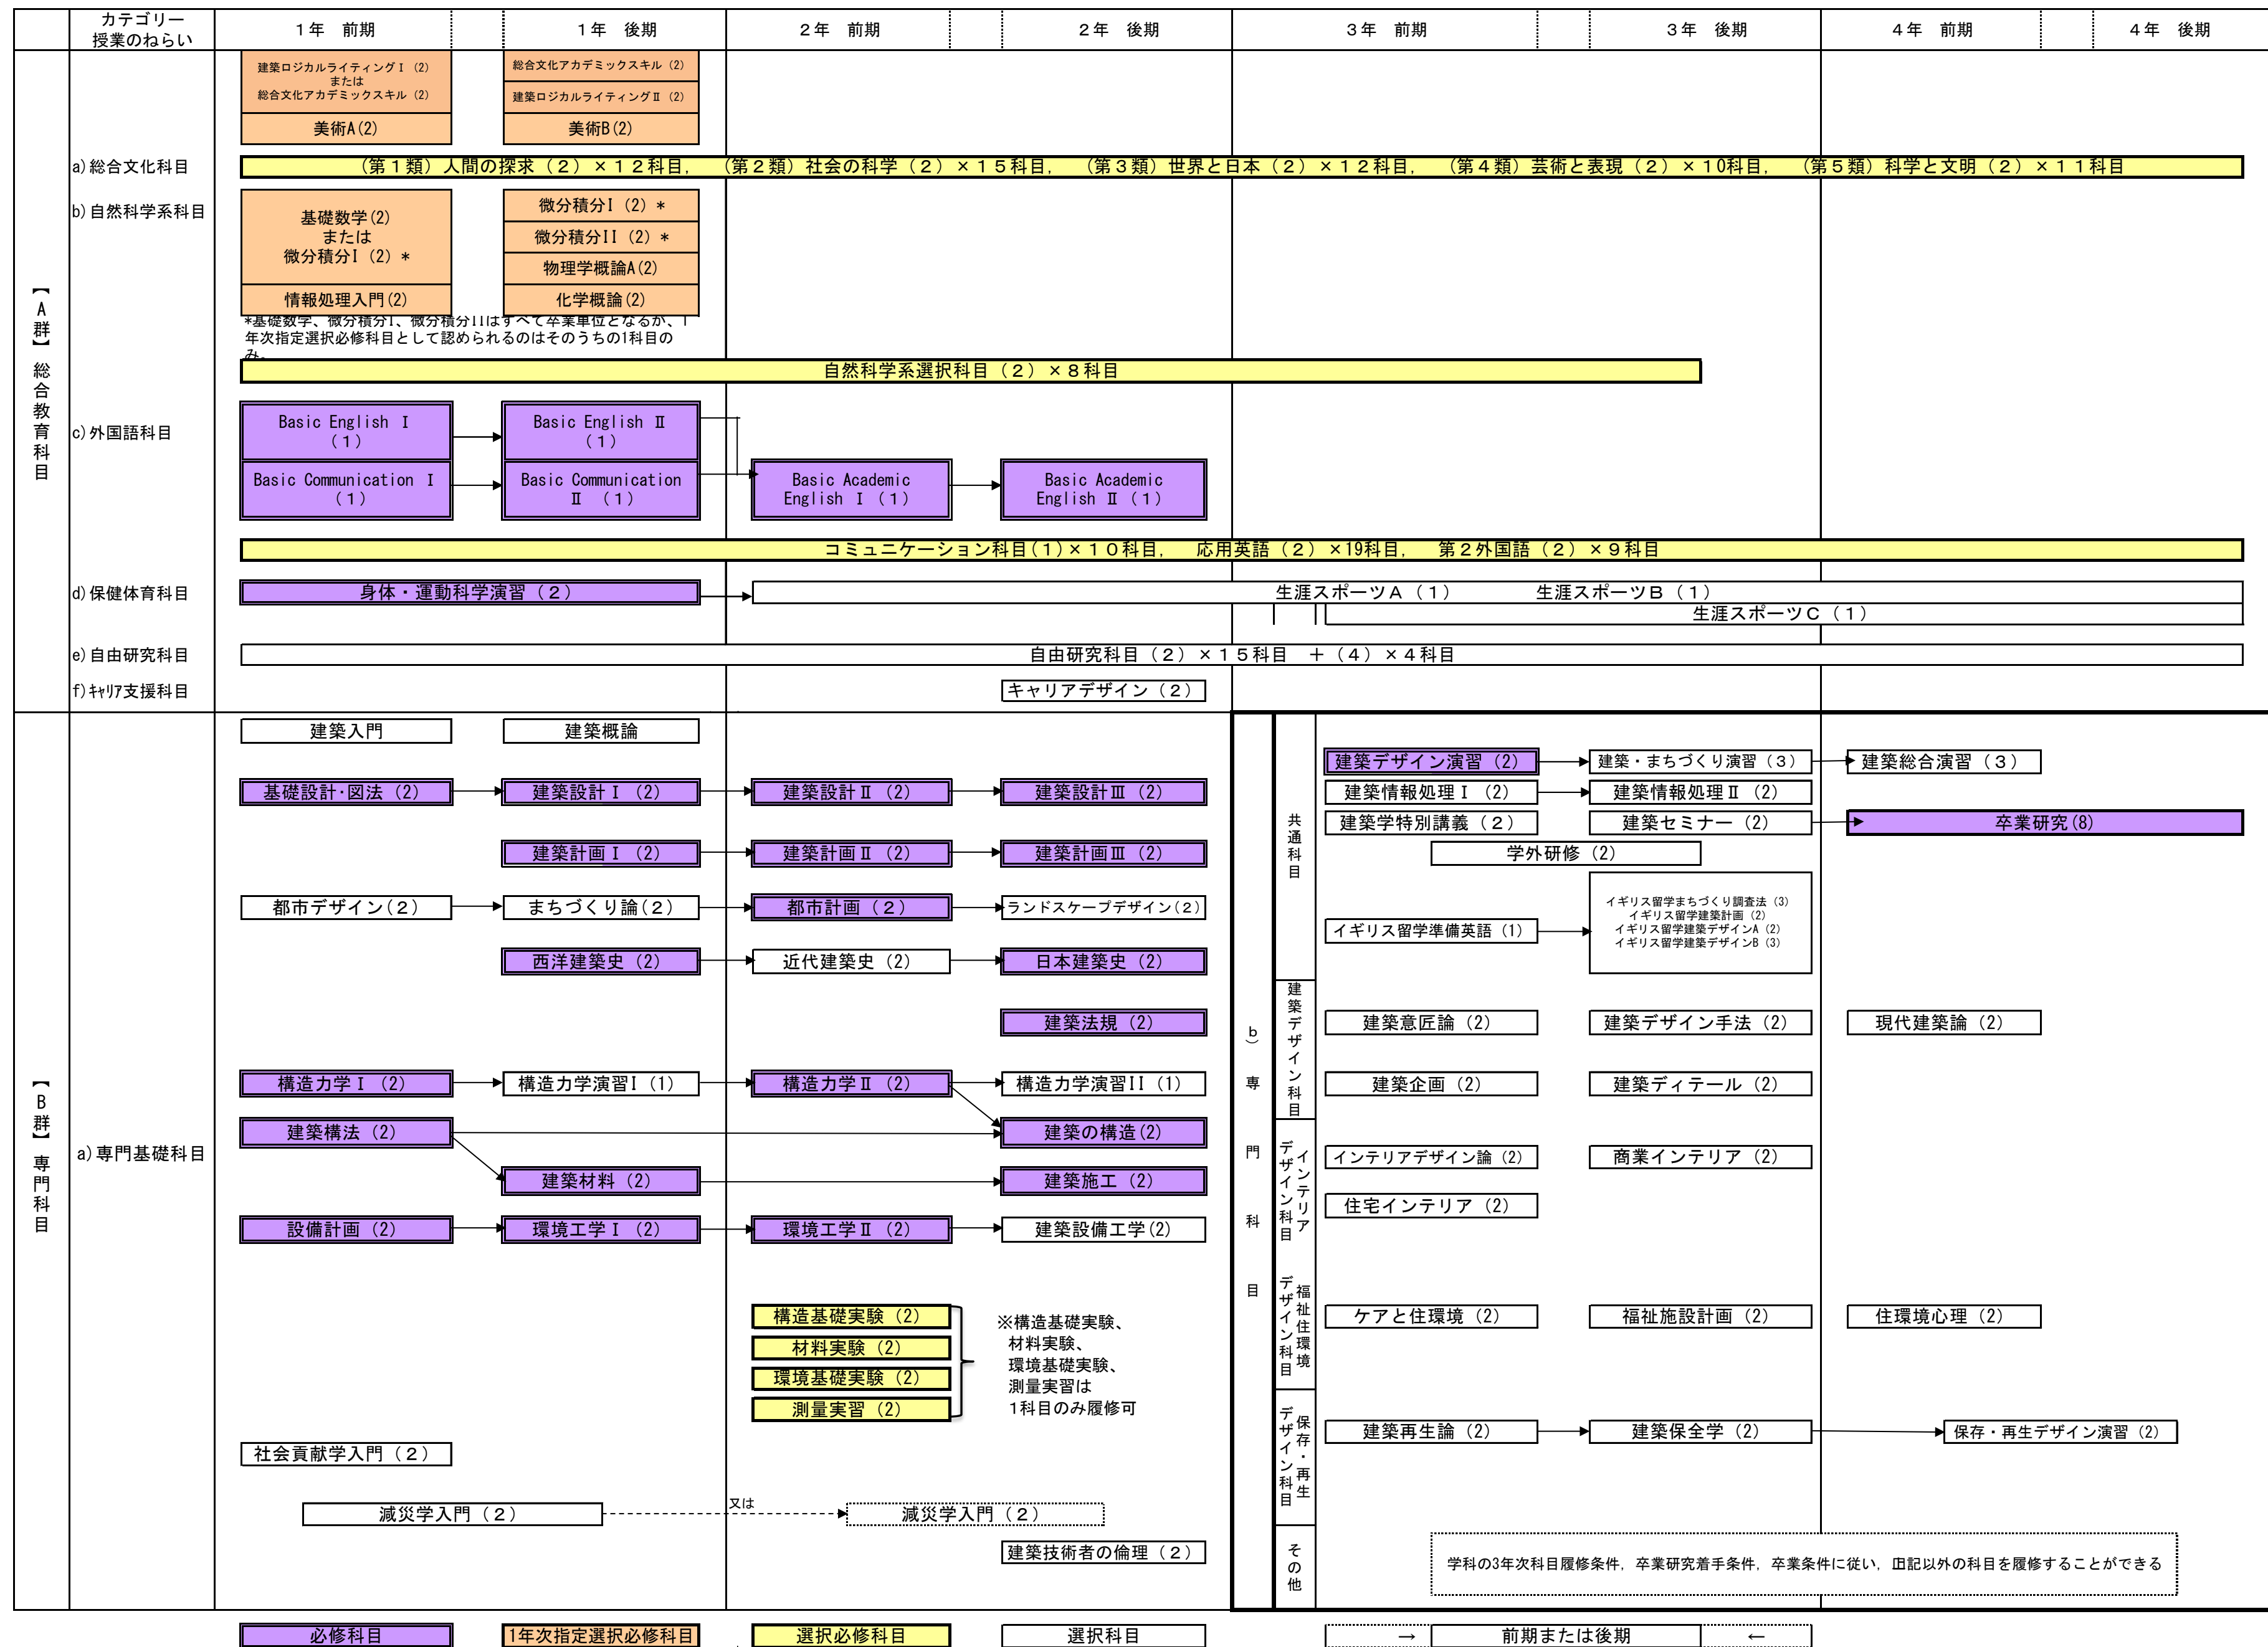 カテゴリー
授業のねらい
1年　前期
1年　後期
2年　前期
2年　後期
3年　前期
3年　後期
4年　前期
4年　後期
【A群】総合教育科目
建築ロジカルライティングⅠ（2）
または
総合文化アカデミックスキル（2）
総合文化アカデミックスキル（2）
建築ロジカルライティングⅡ（2）
美術A(2)
美術B(2)
a)総合文化科目
（第１類）人間の探求（２）×１２科目,　（第２類）社会の科学（２）×１５科目,　（第３類）世界と日本（２）×１２科目,　（第４類）芸術と表現（２）×10科目,　（第５類）科学と文明（２）×１１科目
b)自然科学系科目
基礎数学(2)
または
微分積分I（2）*
情報処理入門(2)
微分積分I（2）*
微分積分II（2）*
物理学概論A(2)
化学概論(2)
*基礎数学、微分積分I、微分積分IIはすべて卒業単位となるが、1
年次指定選択必修科目として認められるのはそのうちの1科目の
み。
自然科学系選択科目（２）×８科目
c)外国語科目
Basic English Ⅰ
（１）
Basic English Ⅱ
（１）
Basic Communication Ⅰ
（１）
Basic Communication
Ⅱ （１）
Basic Academic
English Ⅰ（１）
Basic Academic
English Ⅱ（１）
コミュニケーション科目(１)×１０科目,　応用英語（２）×19科目,　第２外国語（２）×９科目
d)保健体育科目
身体・運動科学演習（２）
生涯スポーツＡ（１）　　　生涯スポーツＢ（１）
生涯スポーツＣ（１）
e)自由研究科目
自由研究科目（２）×１５科目　＋（４）×４科目
f)ｷｬﾘｱ支援科目
キャリアデザイン（２）
【B群】専門科目
a)専門基礎科目
建築入門
建築概論
基礎設計･図法（2）
建築設計Ⅰ（2）
建築設計Ⅱ（2）
建築設計Ⅲ（2）
建築計画Ⅰ（2）
建築計画Ⅱ（2）
建築計画Ⅲ（2）
都市デザイン(２)
まちづくり論(２)
都市計画（２）
ランドスケープデザイン(２)
西洋建築史（2）
近代建築史（2）
日本建築史（2）
建築法規（2）
構造力学Ⅰ（2）
構造力学演習I（1）
構造力学Ⅱ（2）
構造力学演習II（1）
建築構法（2）
建築の構造(2)
建築材料（2）
建築施工（2）
設備計画（2）
環境工学Ⅰ（2）
環境工学Ⅱ（2）
建築設備工学(2)
構造基礎実験（2）
材料実験（2）
環境基礎実験（2）
測量実習（2）
※構造基礎実験、
材料実験、
環境基礎実験、
測量実習は
1科目のみ履修可
社会貢献学入門（２）
減災学入門（２）
又は
減災学入門（２）
建築技術者の倫理（２）
b）専門科目
共通科目
建築デザイン演習（2）
建築・まちづくり演習（３）
建築総合演習（３）
建築情報処理Ⅰ（2）
建築情報処理Ⅱ（2）
建築学特別講義（２）
建築セミナー（2）
卒業研究(8)
学外研修（2）
イギリス留学準備英語（1）
イギリス留学まちづくり調査法（3）
イギリス留学建築計画（2）
イギリス留学建築デザインA（2）
イギリス留学建築デザインB（3）
建築デザイン科目
建築意匠論（2）
建築デザイン手法（2）
現代建築論（2）
建築企画（2）
建築ディテール（2）
インテリア
デザイン科目
インテリアデザイン論（2）
商業インテリア（2）
住宅インテリア（2）
福祉住環境
デザイン科目
ケアと住環境（2）
福祉施設計画（2）
住環境心理（2）
保存・再生
デザイン科目
建築再生論（2）
建築保全学（2）
保存・再生デザイン演習（2）
その他
学科の3年次科目履修条件, 卒業研究着手条件, 卒業条件に従い, 記以外の科目を履修することができる
必修科目
1年次指定選択必修科目
選択必修科目
選択科目
→
前期または後期
←